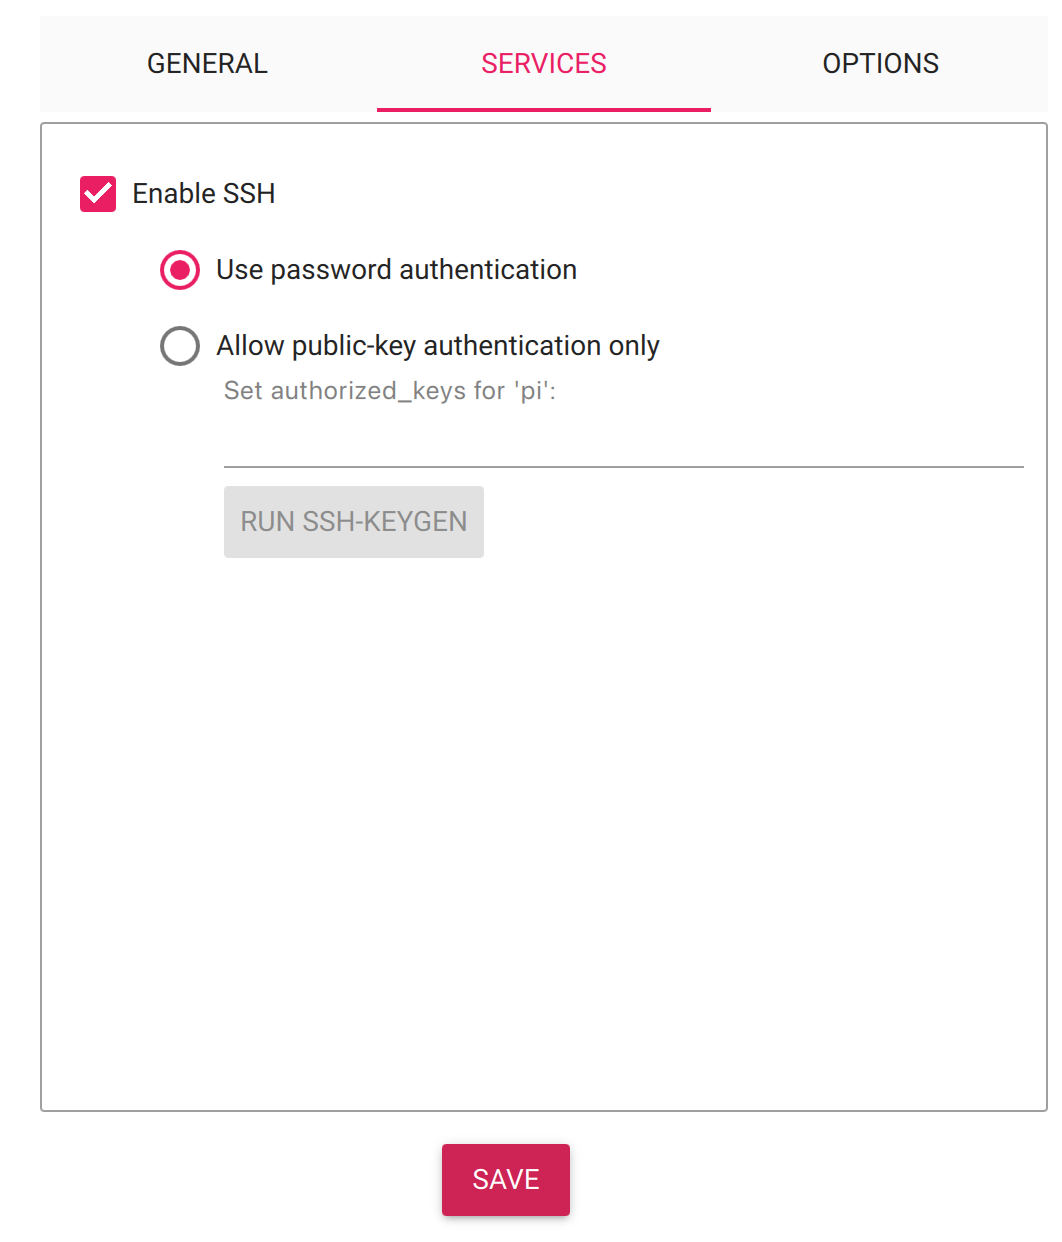 GENERAL SERVICES OPTIONS
Enable SSH
Use password authentication
Allow public-key authentication only
Set authorized_keys for 'pi':
RUN SSH-KEYGEN
SAVE